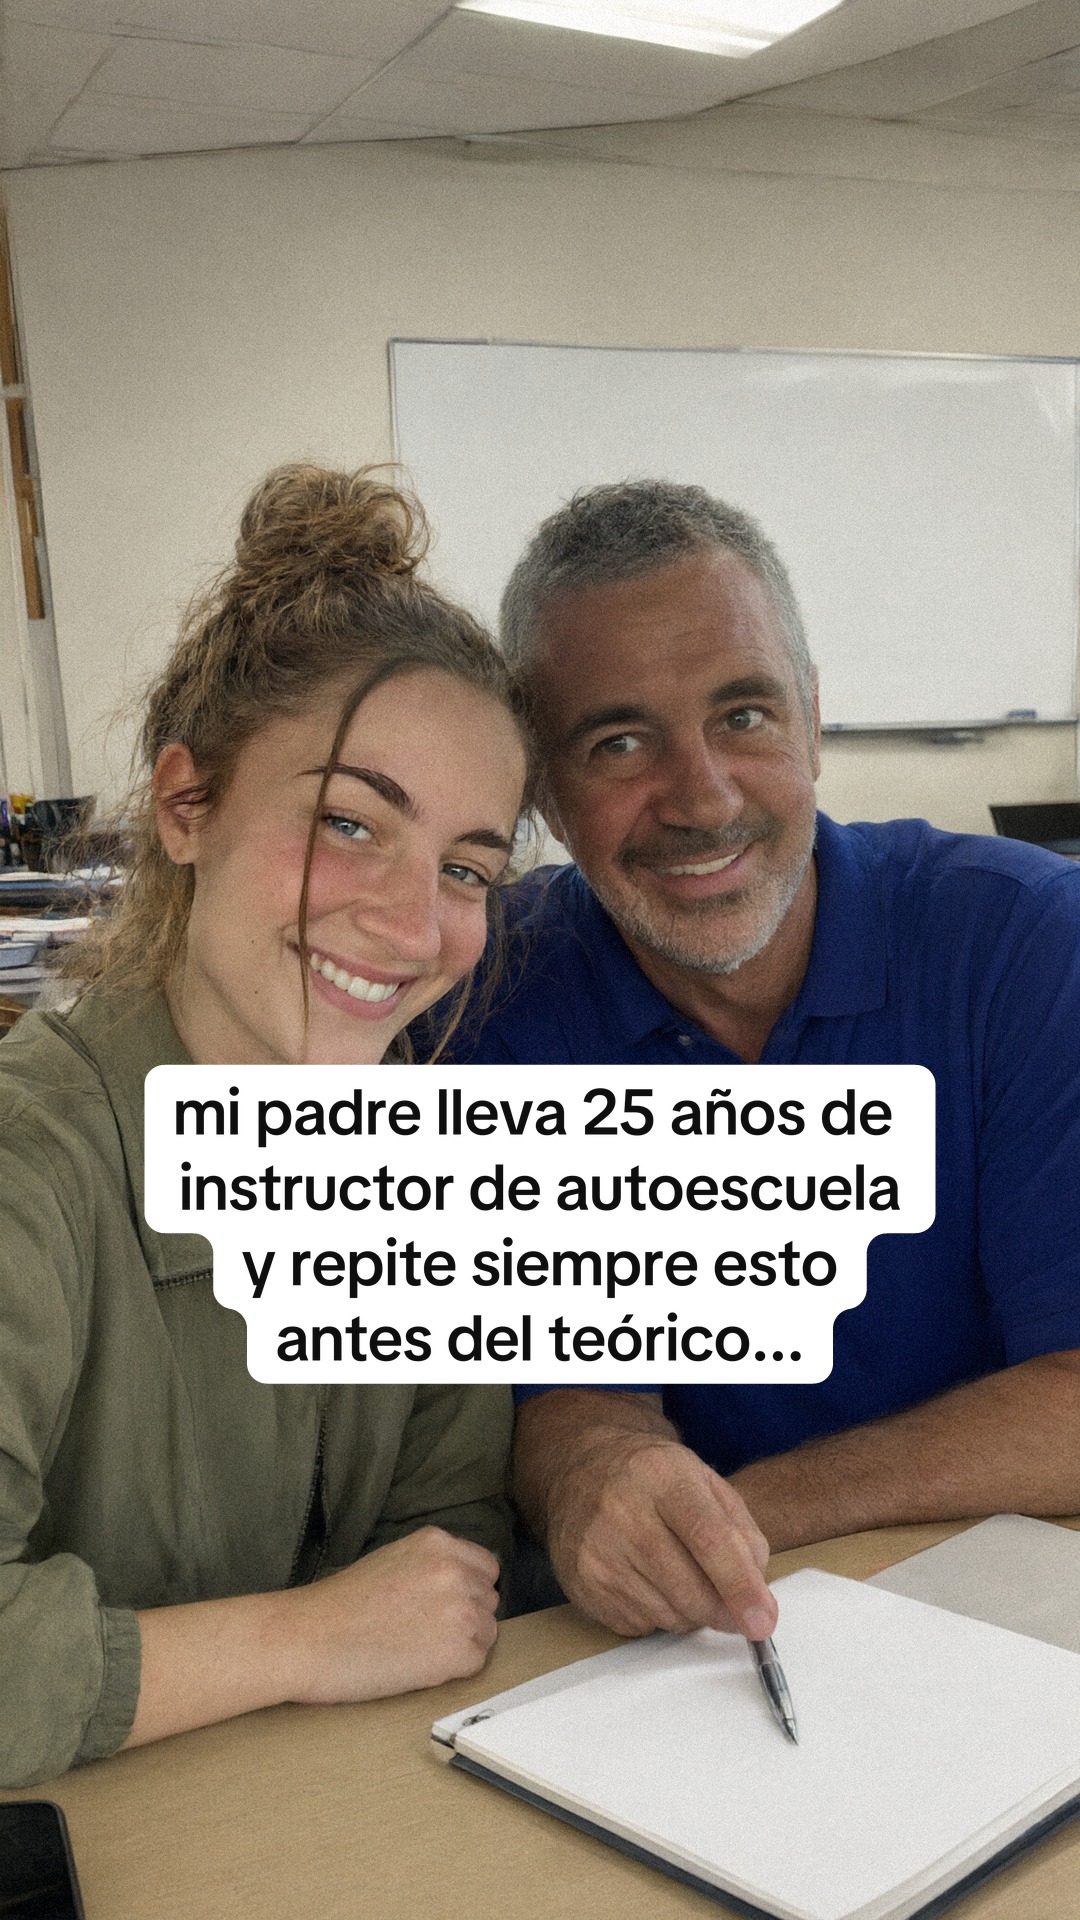 mi padre lleva 25 años de
instructor de autoescuela
y repite siempre esto
antes del teórico...